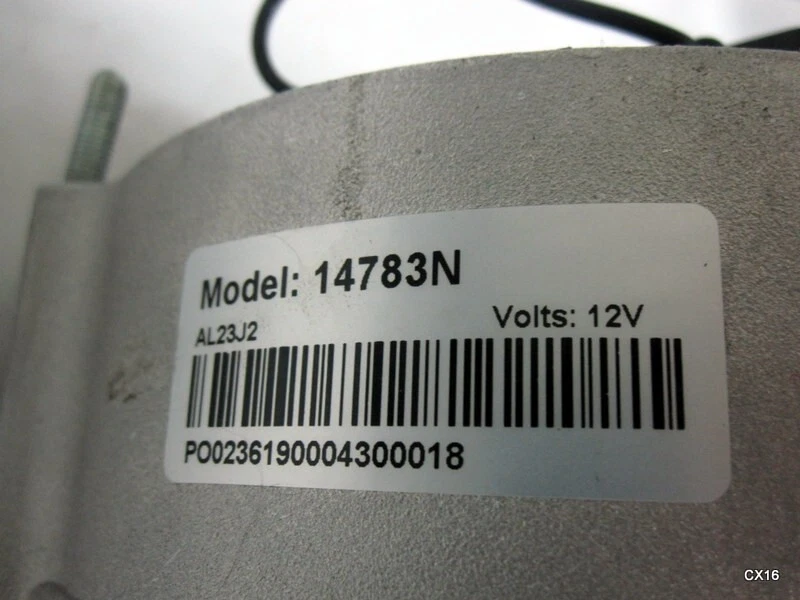 Model: 14783N
AL23J2
Volts: 12V
PO0236190004300018
CX16